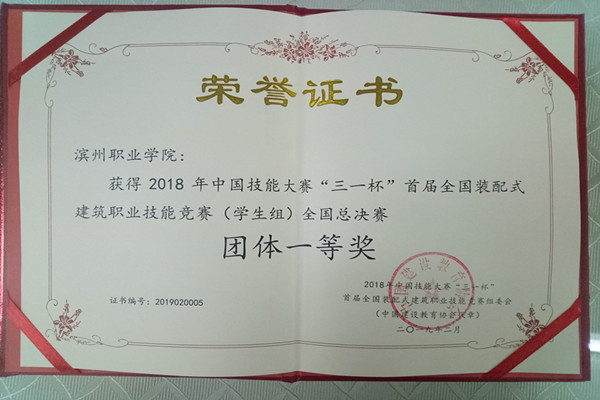 荣誉证书
滨州职业学院：
获得 2018 年中国技能大赛“三一杯”首届全国装配式
建筑职业技能竞赛（学生组）全国总决赛
团体一等奖
2018年中国技能大赛“三一杯”
首届全国装配式建筑职业技能竞赛组委会
证书编号：2019020005
（中国建设教育协会代章）
二〇一九年二月